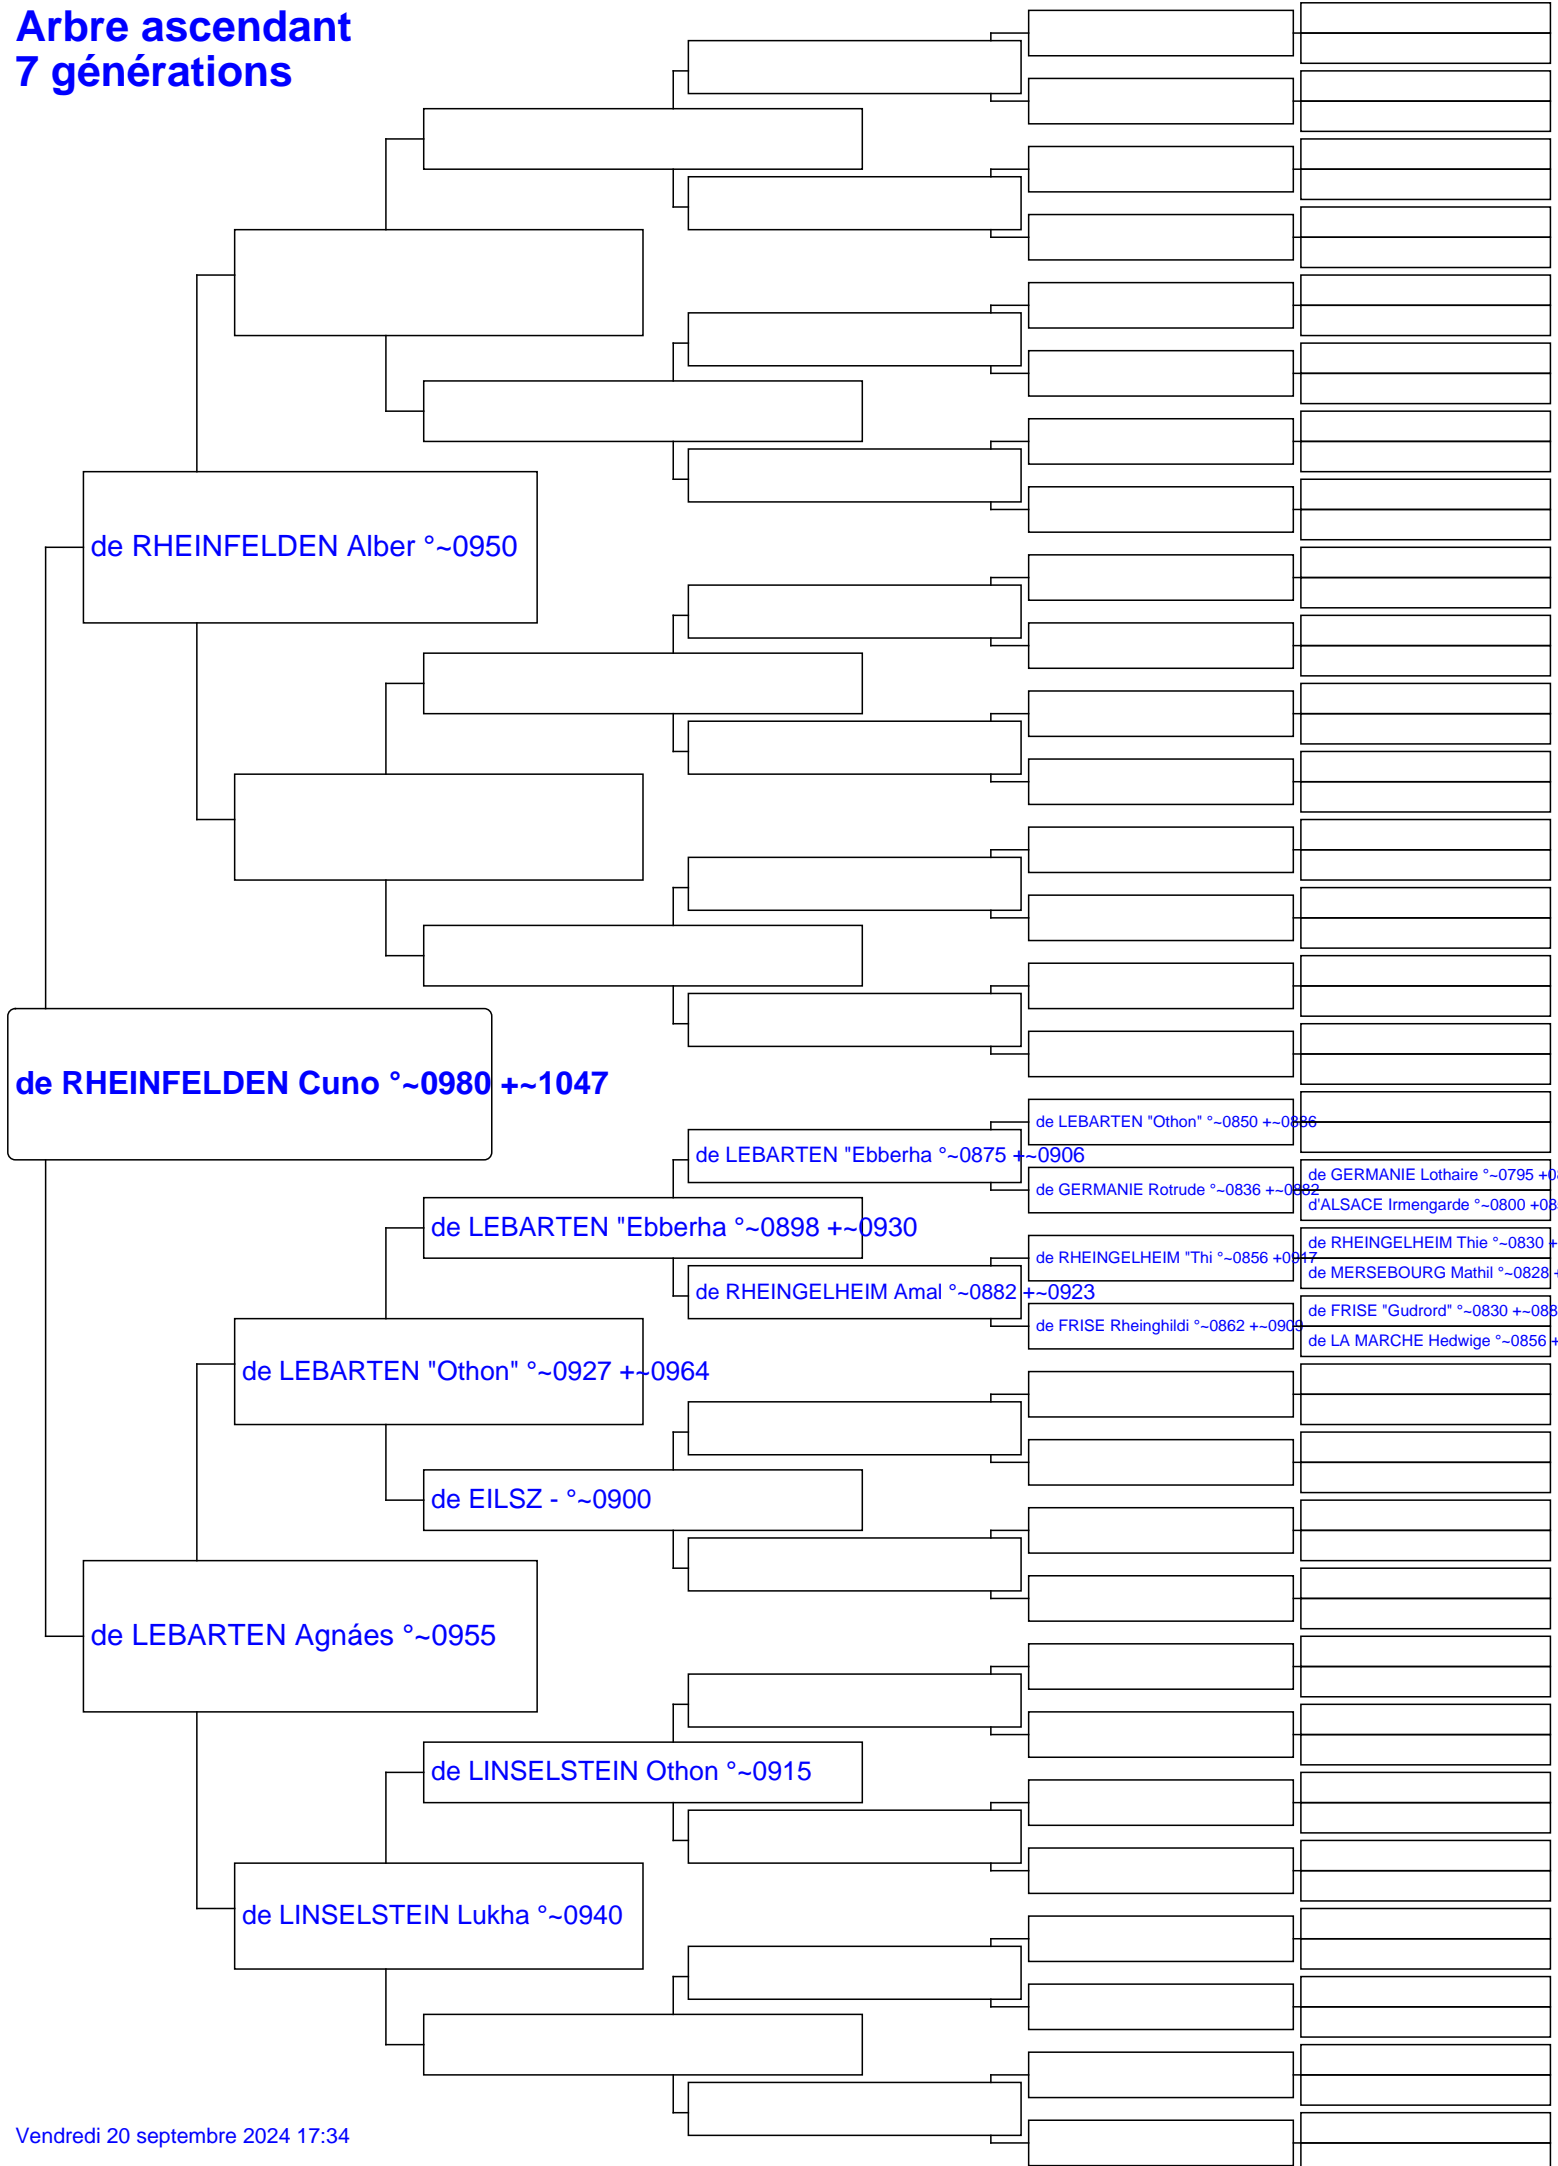 Arbre ascendant
7 générations
de RHEINFELDEN Alber °~0950
de RHEINFELDEN Cuno °~0980 +~1047
de LEBARTEN "Othon" °~0850 +~0886
de LEBARTEN "Ebberha °~0875 +~0906
de GERMANIE Lothaire °~0795 +08
de GERMANIE Rotrude °~0836 +~0882
d'ALSACE Irmengarde °~0800 +08
de LEBARTEN "Ebberha °~0898 +~0930
de RHEINGELHEIM Thie °~0830 +
de RHEINGELHEIM "Thi °~0856 +0917
de MERSEBOURG Mathil °~0828 +
de RHEINGELHEIM Amal °~0882 +~0923
de FRISE "Gudrord" °~0830 +~088
de FRISE Rheinghildi °~0862 +~0909
de LA MARCHE Hedwige °~0856 +
de LEBARTEN "Othon" °~0927 +~0964
de EILSZ - °~0900
de LEBARTEN Agnáes °~0955
de LINSELSTEIN Othon °~0915
de LINSELSTEIN Lukha °~0940
Vendredi 20 septembre 2024 17:34